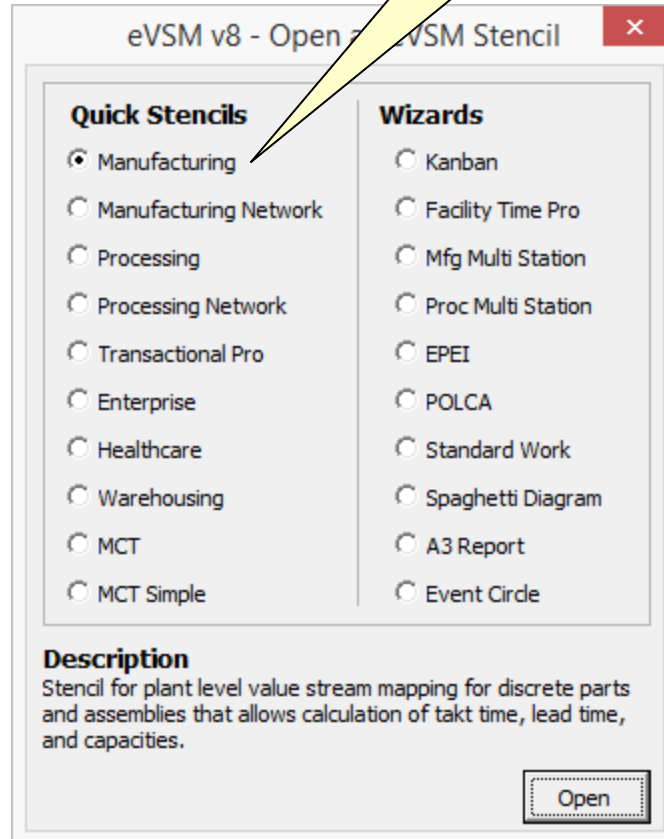 eVSM v8 - Open an eVSM Stencil
Quick Stencils
Manufacturing
Manufacturing Network
Processing
Processing Network
Transactional Pro
Enterprise
Healthcare
Warehousing
MCT
MCT Simple
Wizards
Kanban
Facility Time Pro
Mfg Multi Station
Proc Multi Station
EPEI
POLCA
Standard Work
Spaghetti Diagram
A3 Report
Event Circle
Description
Stencil for plant level value stream mapping for discrete parts
and assemblies that allows calculation of takt time, lead time,
and capacities.
Open